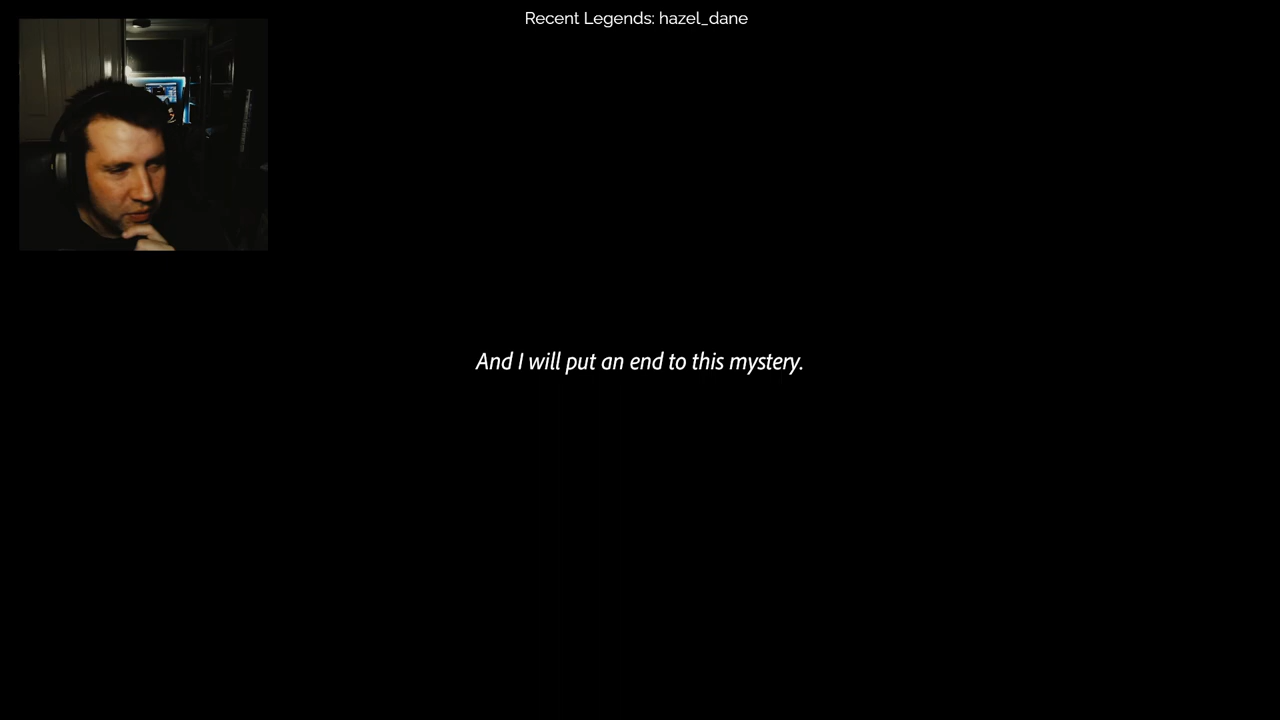 Recent Legends: hazel_dane
And I will put an end to this mystery.